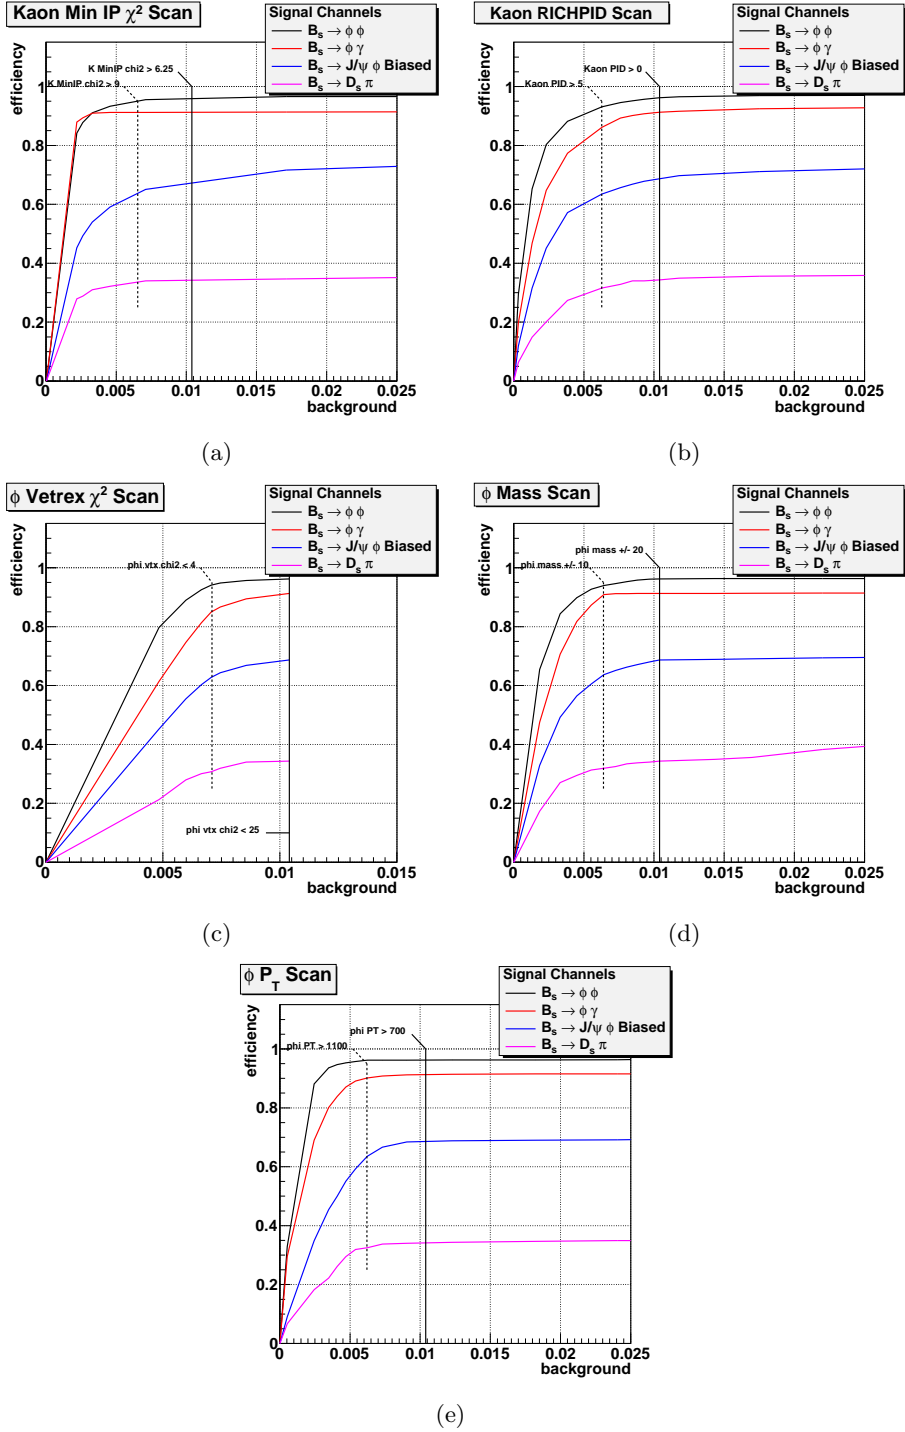 Kaon Min IP χ² Scan
Signal Channels
Bₛ → φ φ
Bₛ → φ γ
Bₛ → J/ψ φ Biased
Bₛ → Dₛ π
efficiency
K MinIP chi2 > 6.25
K MinIP chi2 > 9
1
0.8
0.6
0.4
0.2
0
0 0.005 0.01 0.015 0.02 0.025
background
(a)
Kaon RICHPID Scan
Signal Channels
Bₛ → φ φ
Bₛ → φ γ
Bₛ → J/ψ φ Biased
Bₛ → Dₛ π
efficiency
Kaon PID > 0
Kaon PID > 5
1
0.8
0.6
0.4
0.2
0
0 0.005 0.01 0.015 0.02 0.025
background
(b)
φ Vetrex χ² Scan
Signal Channels
Bₛ → φ φ
Bₛ → φ γ
Bₛ → J/ψ φ Biased
Bₛ → Dₛ π
efficiency
phi vtx chi2 < 4
1
0.8
0.6
0.4
0.2
0
phi vtx chi2 < 25
0 0.005 0.01 0.015
background
(c)
φ Mass Scan
Signal Channels
Bₛ → φ φ
Bₛ → φ γ
Bₛ → J/ψ φ Biased
Bₛ → Dₛ π
efficiency
phi mass +/- 20
phi mass +/- 10
1
0.8
0.6
0.4
0.2
0
0 0.005 0.01 0.015 0.02 0.025
background
(d)
φ P_T Scan
Signal Channels
Bₛ → φ φ
Bₛ → φ γ
Bₛ → J/ψ φ Biased
Bₛ → Dₛ π
efficiency
phi PT > 700
phi PT > 1100
1
0.8
0.6
0.4
0.2
0
0 0.005 0.01 0.015 0.02 0.025
background
(e)